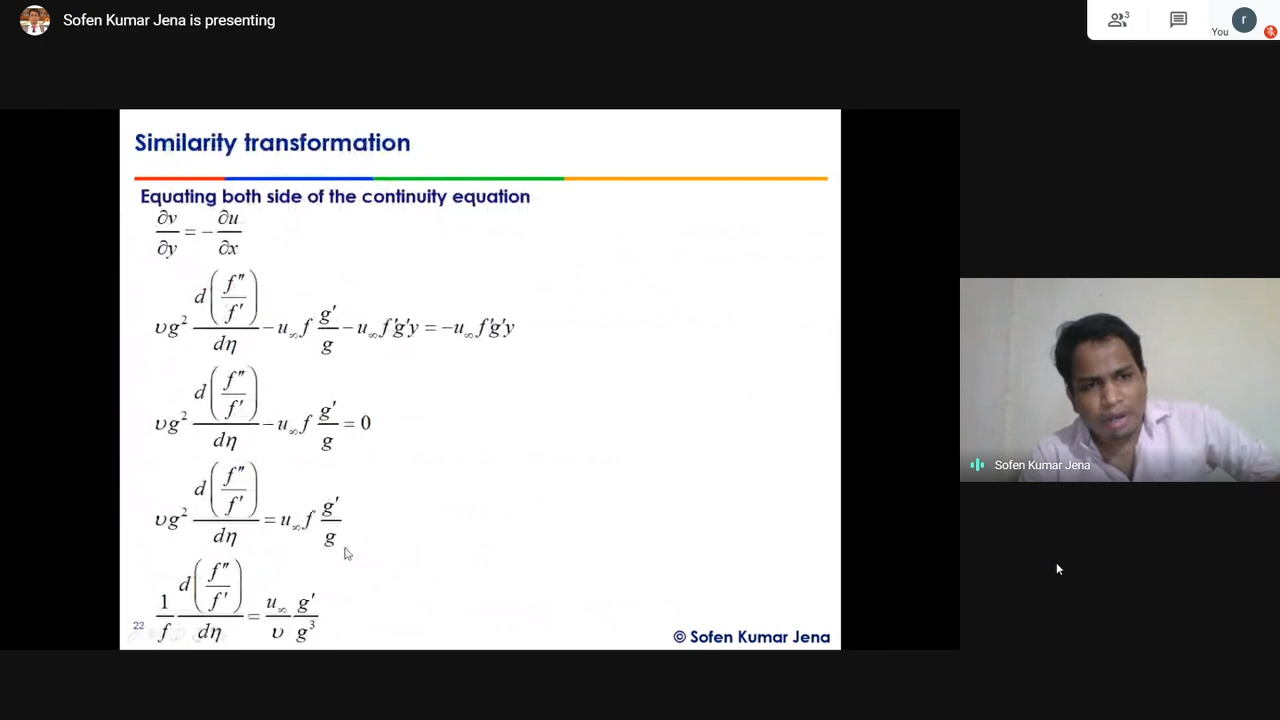 Sofen Kumar Jena is presenting
3
You
r
Similarity transformation
Equating both side of the continuity equation
∂v/∂y = −∂u/∂x
υg² d(f″/f′)/dη − u∞ f g′/g − u∞ f′g′y = −u∞ f′g′y
υg² d(f″/f′)/dη − u∞ f g′/g = 0
υg² d(f″/f′)/dη = u∞ f g′/g
1/f d(f″/f′)/dη = u∞/υ g′/g³
22
© Sofen Kumar Jena
Sofen Kumar Jena